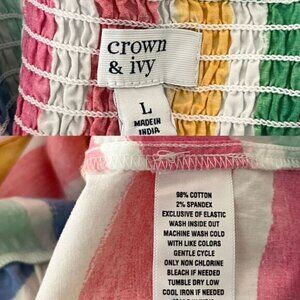 crown
& ivy
L
MADE IN
INDIA
98% COTTON
2% SPANDEX
EXCLUSIVE OF ELASTIC
WASH INSIDE OUT
MACHINE WASH COLD
WITH LIKE COLORS
GENTLE CYCLE
ONLY NON CHLORINE
BLEACH IF NEEDED
TUMBLE DRY LOW
COOL IRON IF NEEDED